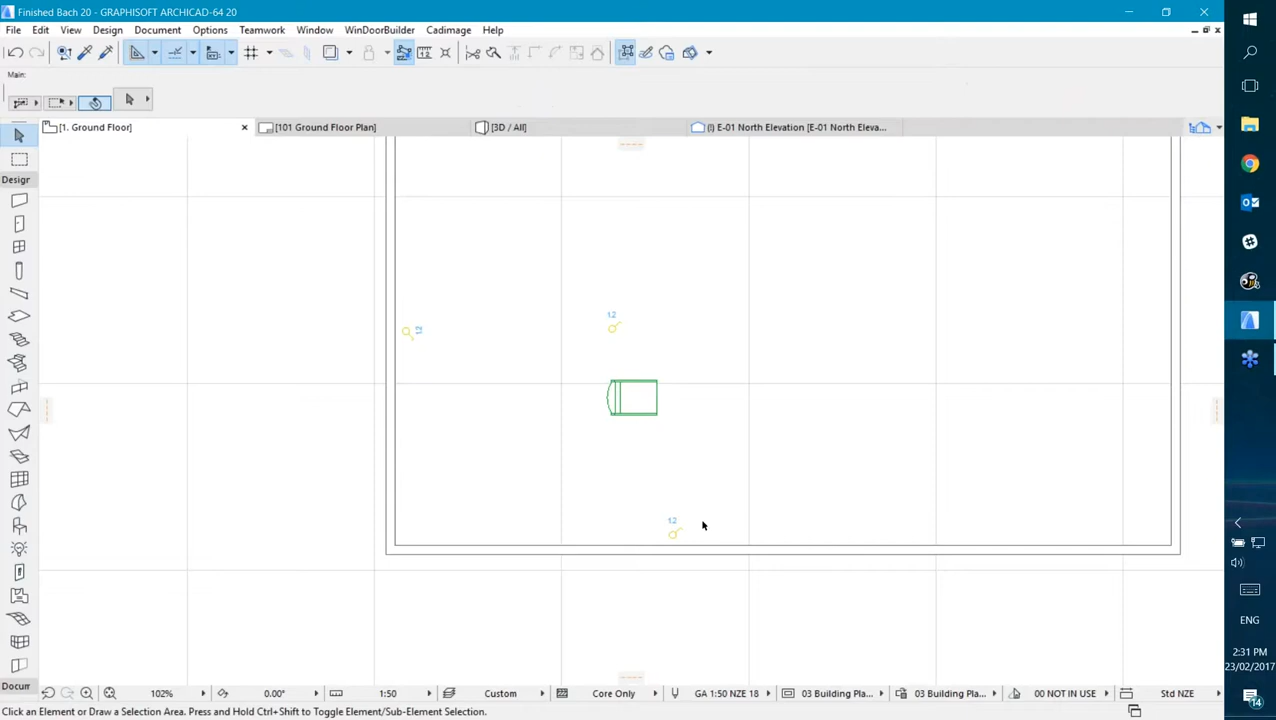 Finished Bach 20 - GRAPHISOFT ARCHICAD-64 20
File Edit View Design Document Options Teamwork Window WinDoorBuilder Cadimage Help
Main:
[1. Ground Floor]
[101 Ground Floor Plan]
[3D / All]
(!) E-01 North Elevation [E-01 North Eleva...
Design
12
12
12
Docum
102%
0.00°
1:50
Custom
Core Only
GA 1:50 NZE 18
03 Building Pla...
03 Building Pla...
00 NOT IN USE
Std NZE
Click an Element or Draw a Selection Area. Press and Hold Ctrl+Shift to Toggle Element/Sub-Element Selection.
ENG
2:31 PM
23/02/2017
14